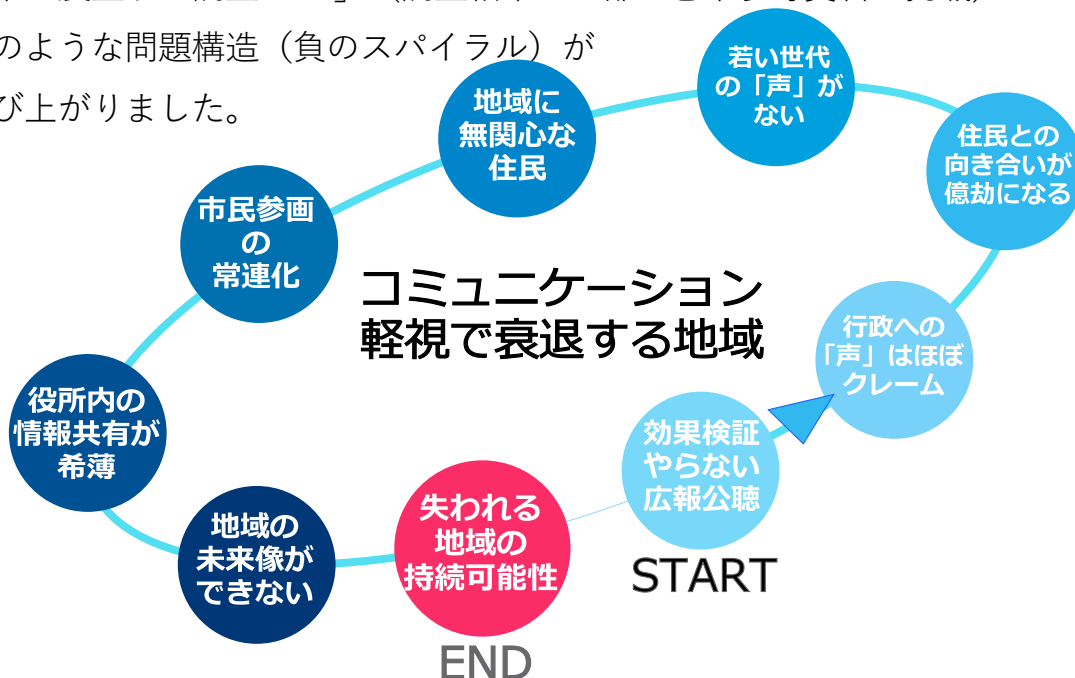 のような問題構造（負のスパイラル）が
び上がりました。
若い世代
の「声」が
ない
地域に
無関心な
住民
住民との
向き合いが
億劫になる
市民参画
の
常連化
コミュニケーション
軽視で衰退する地域
行政への
「声」はほぼ
クレーム
役所内の
情報共有が
希薄
効果検証
やらない
広報公聴
START
失われる
地域の
持続可能性
END
地域の
未来像が
できない